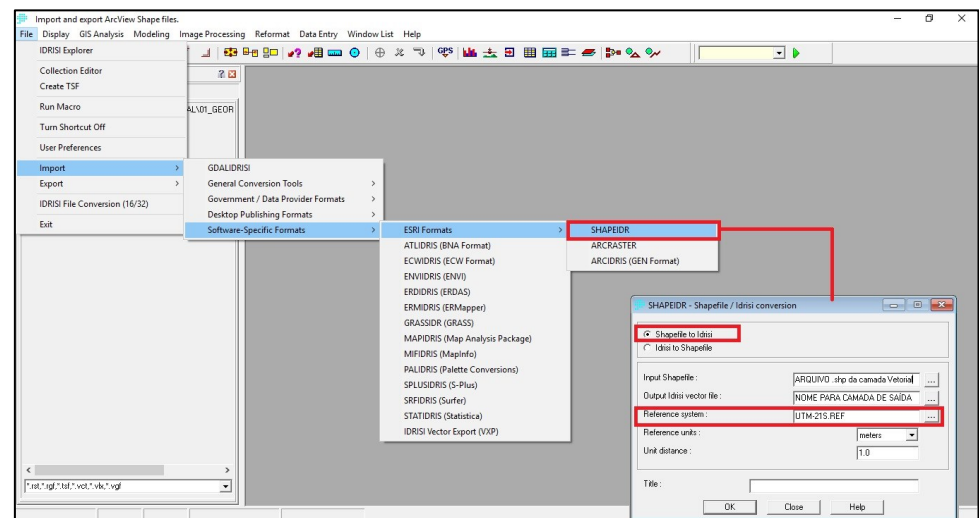 Import and export ArcView Shape files.
File Display GIS Analysis Modeling Image Processing Reformat Data Entry Window List Help
IDRISI Explorer
Collection Editor
Create TSF
Run Macro
Turn Shortcut Off
User Preferences
Import
Export
IDRISI File Conversion (16/32)
Exit
AL\01_GEOR
GPS
GDALIDRISI
General Conversion Tools
Government / Data Provider Formats
Desktop Publishing Formats
Software-Specific Formats
ESRI Formats
ATLIDRIS (BNA Format)
ECWIDRIS (ECW Format)
ENVIIDRIS (ENVI)
ERDIDRIS (ERDAS)
ERMIDRIS (ERMapper)
GRASSIDR (GRASS)
MAPIDRIS (Map Analysis Package)
MIFIDRIS (MapInfo)
PALIDRIS (Palette Conversions)
SPLUSIDRIS (S-Plus)
SRFIDRIS (Surfer)
STATIDRIS (Statistica)
IDRISI Vector Export (VXP)
SHAPEIDR
ARCRASTER
ARCIDRIS (GEN Format)
SHAPEIDR - Shapefile / Idrisi conversion
Shapefile to Idrisi
Idrisi to Shapefile
Input Shapefile : ARQUIVO .shp da camada Vetorial ...
Output Idrisi vector file : NOME PARA CAMADA DE SAÍDA ...
Reference system : UTM-21S.REF ...
Reference units : meters
Unit distance : 1.0
Title :
OK Close Help
*.rst,*.rgf,*.tsf,*.vct,*.vlx,*.vgf